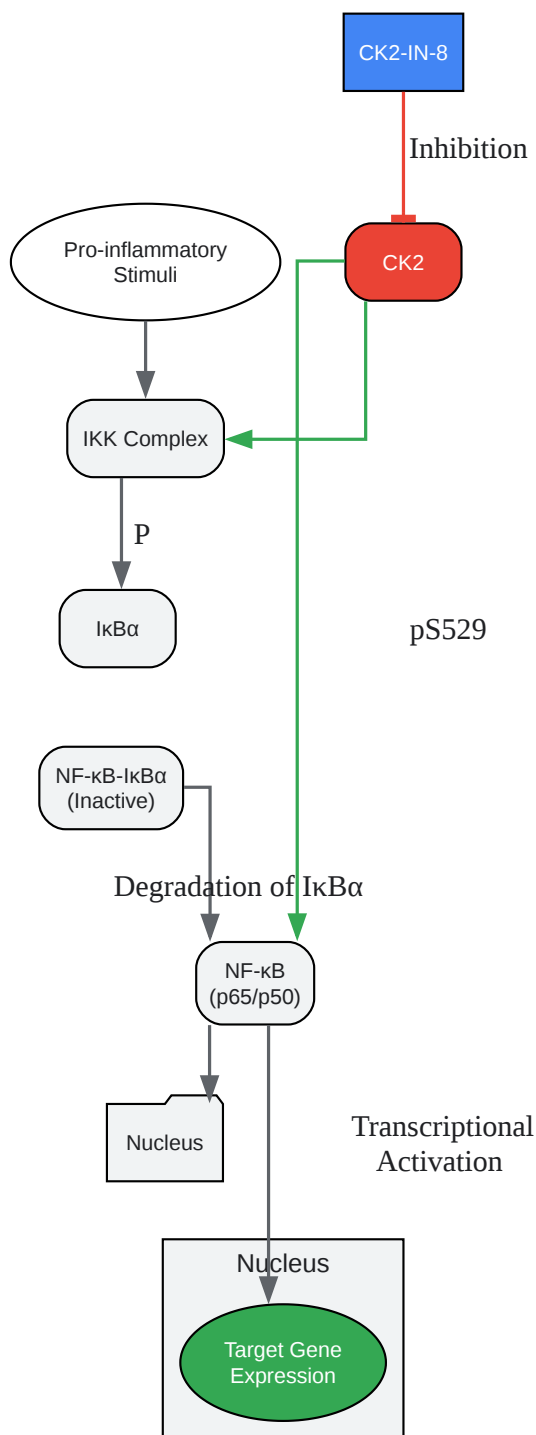 CK2-IN-8
Inhibition
Pro-inflammatory
Stimuli
CK2
IKK Complex
P
IκBα
pS529
NF-κB-IκBα
(Inactive)
Degradation of IκBα
NF-κB
(p65/p50)
Nucleus
Transcriptional
Activation
Nucleus
Target Gene
Expression